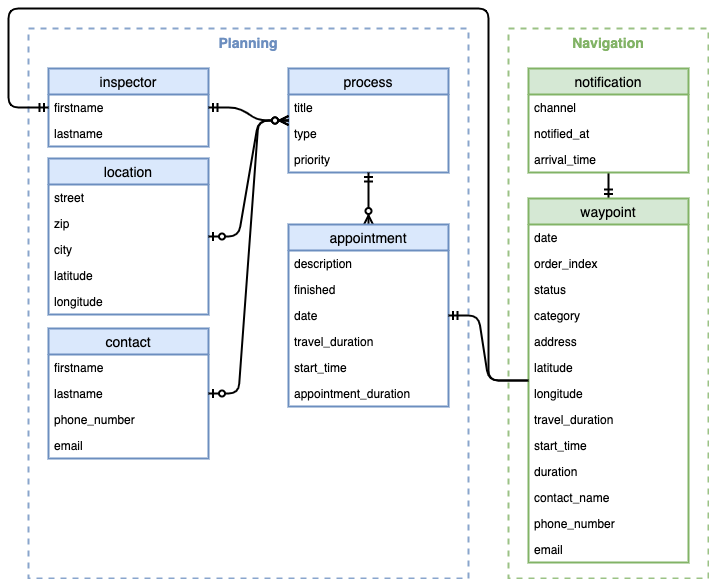 Planning
inspector
firstname
lastname
location
street
zip
city
latitude
longitude
contact
firstname
lastname
phone_number
email
process
title
type
priority
appointment
description
finished
date
travel_duration
start_time
appointment_duration
Navigation
notification
channel
notified_at
arrival_time
waypoint
date
order_index
status
category
address
latitude
longitude
travel_duration
start_time
duration
contact_name
phone_number
email